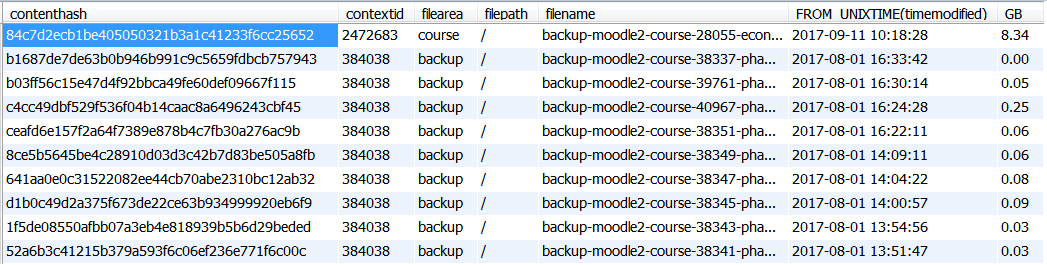 contenthash contextid filearea filepath filename FROM_UNIXTIME(timemodified) GB
84c7d2ecb1be405050321b3a1c41233f6cc25652 2472683 course / backup-moodle2-course-28055-econ... 2017-09-11 10:18:28 8.34
b1687de7de63b0b946b991c9c5659fdbcb757943 384038 backup / backup-moodle2-course-38337-pha... 2017-08-01 16:33:42 0.00
b03ff56c15e47d4f92bbca49fe60def09667f115 384038 backup / backup-moodle2-course-39761-pha... 2017-08-01 16:30:14 0.05
c4cc49dbf529f536f04b14caac8a6496243cbf45 384038 backup / backup-moodle2-course-40967-pha... 2017-08-01 16:24:28 0.25
ceafd6e157f2a64f7389e878b4c7fb30a276ac9b 384038 backup / backup-moodle2-course-38351-pha... 2017-08-01 16:22:11 0.06
8ce5b5645be4c28910d03d3c42b7d83be505a8fb 384038 backup / backup-moodle2-course-38349-pha... 2017-08-01 14:09:11 0.06
641aa0e0c31522082ee44cb70abe2310bc12ab32 384038 backup / backup-moodle2-course-38347-pha... 2017-08-01 14:04:22 0.08
d1b0c49d2a375f673de22ce63b934999920eb6f9 384038 backup / backup-moodle2-course-38345-pha... 2017-08-01 14:00:57 0.09
1f5de08550afbb07a3eb4e818939b5b6d29beded 384038 backup / backup-moodle2-course-38343-pha... 2017-08-01 13:54:56 0.03
52a6b3c41215b379a593f6c06ef236e771f6c00c 384038 backup / backup-moodle2-course-38341-pha... 2017-08-01 13:51:47 0.03